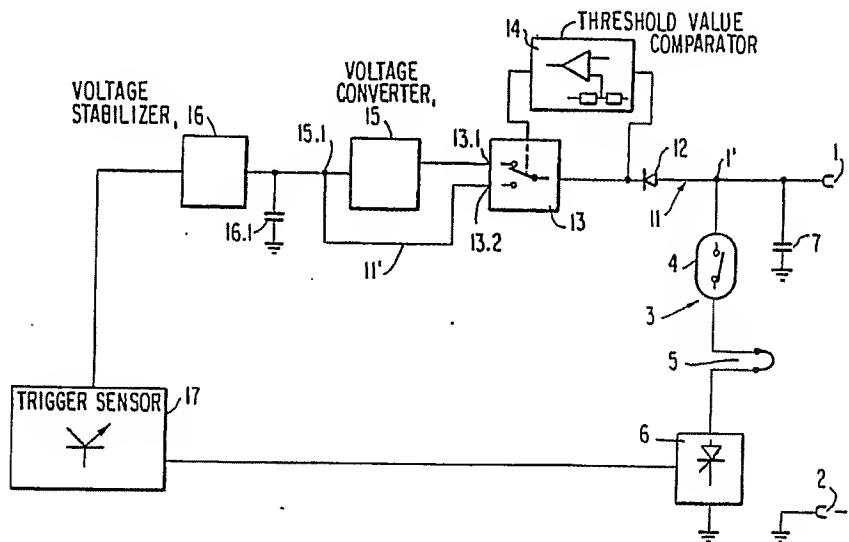 THRESHOLD VALUE
COMPARATOR
14
VOLTAGE
CONVERTER,
15
VOLTAGE
STABILIZER, 16
15.1
13.1
12
1'
1
16.1
13.2
13
11
7
11'
4
3
5
TRIGGER SENSOR
17
6
2
-